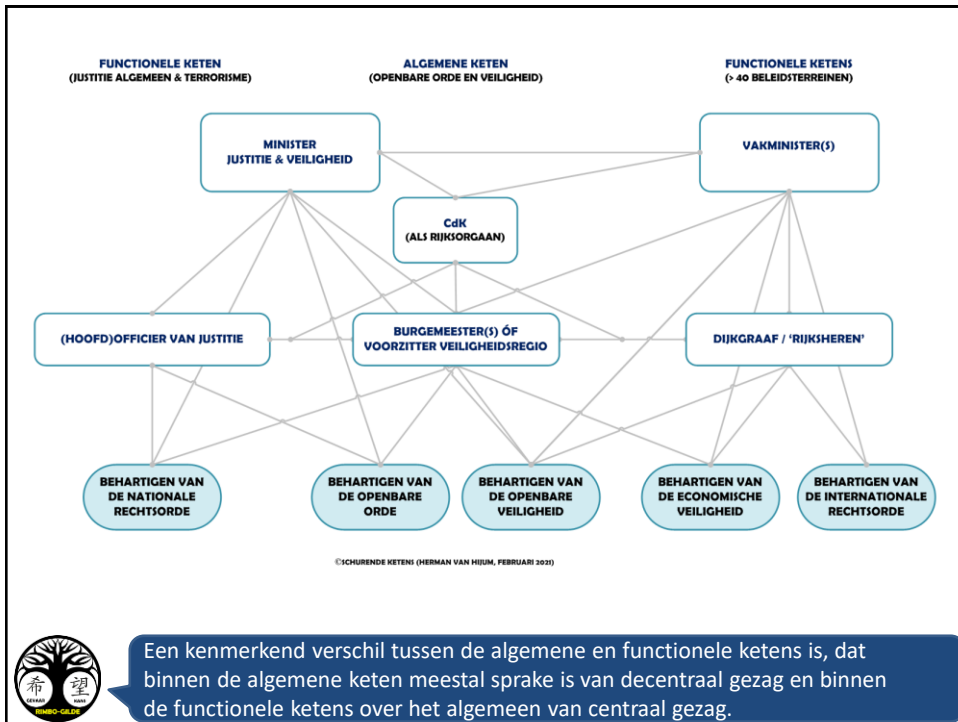 FUNCTIONELE KETEN
(JUSTITIE ALGEMEEN & TERRORISME)
ALGEMENE KETEN
(OPENBARE ORDE EN VEILIGHEID)
FUNCTIONELE KETENS
(> 40 BELEIDSTERREINEN)
MINISTER
JUSTITIE & VEILIGHEID
VAKMINISTER(S)
CdK
(ALS RIJKSORGAAN)
(HOOFD)OFFICIER VAN JUSTITIE
BURGEMEESTER(S) ÓF
VOORZITTER VEILIGHEIDSREGIO
DIJKGRAAF / ‘RIJKSHEREN’
BEHARTIGEN VAN
DE NATIONALE
RECHTSORDE
BEHARTIGEN VAN
DE OPENBARE
ORDE
BEHARTIGEN VAN
DE OPENBARE
VEILIGHEID
BEHARTIGEN VAN
DE ECONOMISCHE
VEILIGHEID
BEHARTIGEN VAN
DE INTERNATIONALE
RECHTSORDE
©SCHURENDE KETENS (HERMAN VAN HIJUM, FEBRUARI 2021)
希 望
GEVAAR KANS
RIMBO-GILDE
Een kenmerkend verschil tussen de algemene en functionele ketens is, dat
binnen de algemene keten meestal sprake is van decentraal gezag en binnen
de functionele ketens over het algemeen van centraal gezag.